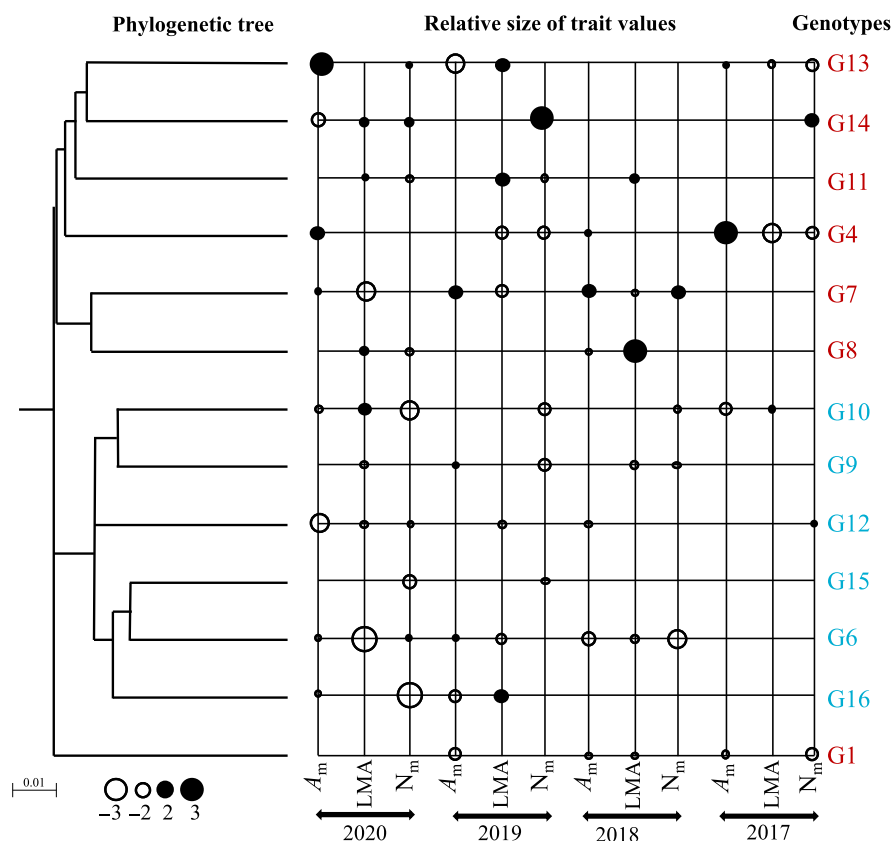 Phylogenetic tree Relative size of trait values Genotypes
G13
G14
G11
G4
G7
G8
G10
G9
G12
G15
G6
G16
G1
0.01
−3 −2 2 3
Am LMA Nm Am LMA Nm Am LMA Nm Am LMA Nm
2020 2019 2018 2017